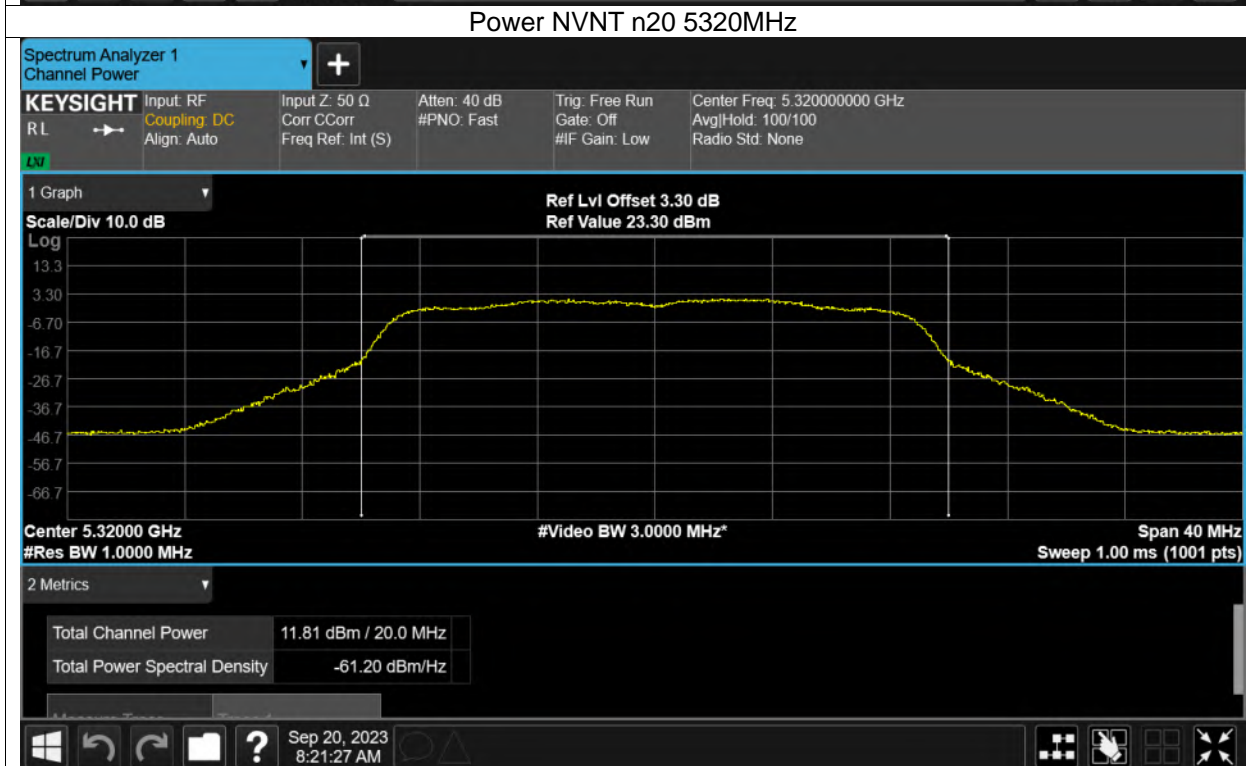 Power NVNT n20 5320MHz
Spectrum Analyzer 1
Channel Power
KEYSIGHT
RL
LXI
Input: RF
Coupling: DC
Align: Auto
Input Z: 50 Ω
Corr CCorr
Freq Ref: Int (S)
Atten: 40 dB
#PNO: Fast
Trig: Free Run
Gate: Off
#IF Gain: Low
Center Freq: 5.320000000 GHz
Avg|Hold: 100/100
Radio Std: None
1 Graph
Scale/Div 10.0 dB
Ref Lvl Offset 3.30 dB
Ref Value 23.30 dBm
Log
13.3
3.30
-6.70
-16.7
-26.7
-36.7
-46.7
-56.7
-66.7
Center 5.32000 GHz
#Res BW 1.0000 MHz
#Video BW 3.0000 MHz*
Span 40 MHz
Sweep 1.00 ms (1001 pts)
2 Metrics
Total Channel Power 11.81 dBm / 20.0 MHz
Total Power Spectral Density -61.20 dBm/Hz
?
Sep 20, 2023
8:21:27 AM